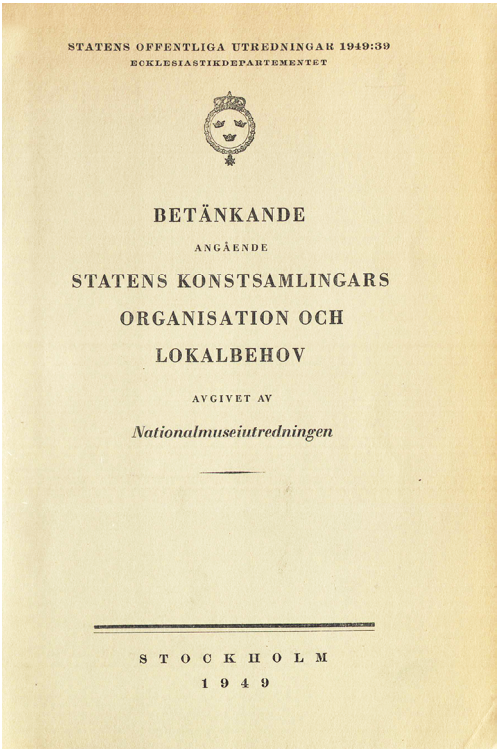 STATENS OFFENTLIGA UTREDNINGAR 1949:39
ECKLESIASTIKDEPARTEMENTET
BETÄNKANDE
ANGÅENDE
STATENS KONSTSAMLINGARS
ORGANISATION OCH
LOKALBEHOV
AVGIVET AV
Nationalmuseiutredningen
STOCKHOLM
1949